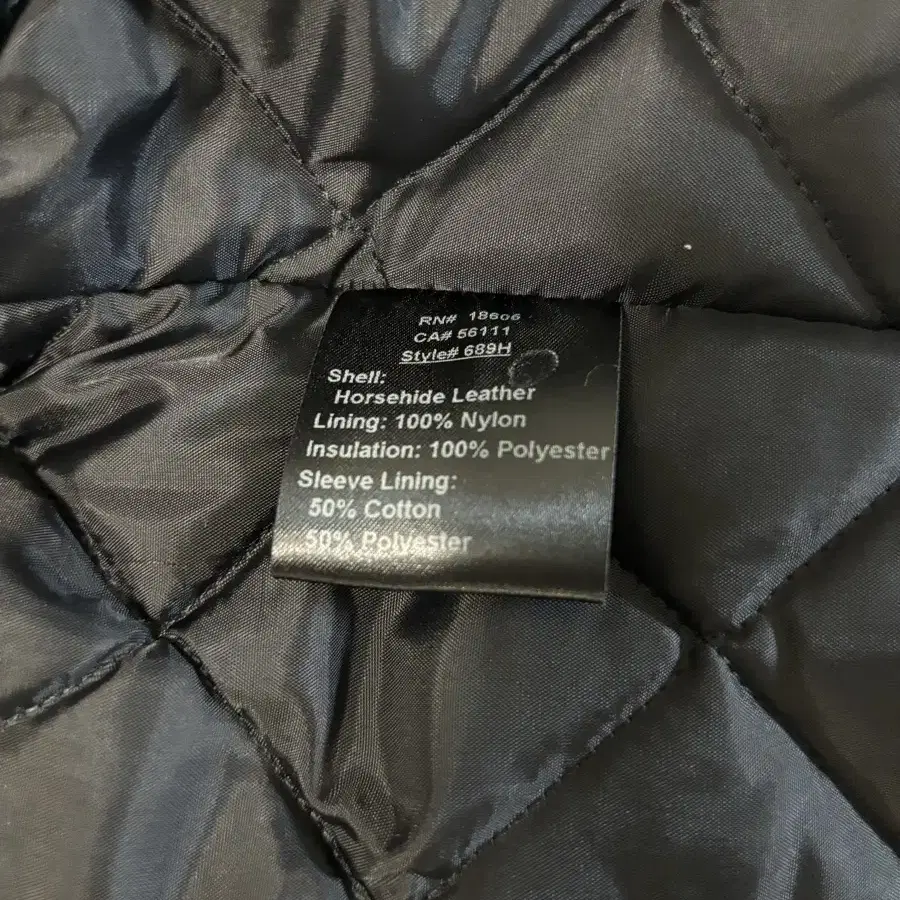 RN# 18606
CA# 56111
Style# 689H
Shell:
Horsehide Leather
Lining: 100% Nylon
Insulation: 100% Polyester
Sleeve Lining:
50% Cotton
50% Polyester